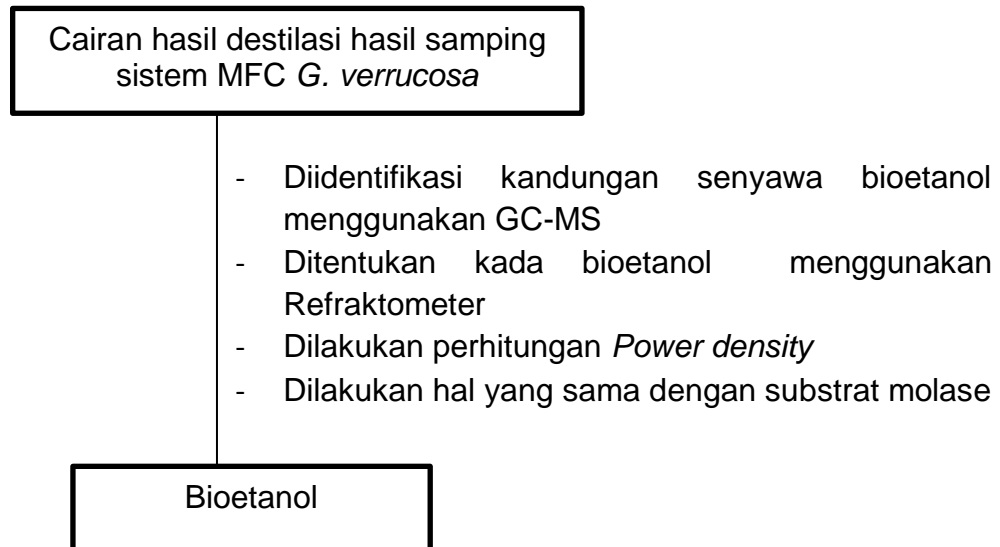 Cairan hasil destilasi hasil samping
sistem MFC G. verrucosa
- Diidentifikasi kandungan senyawa bioetanol
menggunakan GC-MS
- Ditentukan kada bioetanol menggunakan
Refraktometer
- Dilakukan perhitungan Power density
- Dilakukan hal yang sama dengan substrat molase
Bioetanol